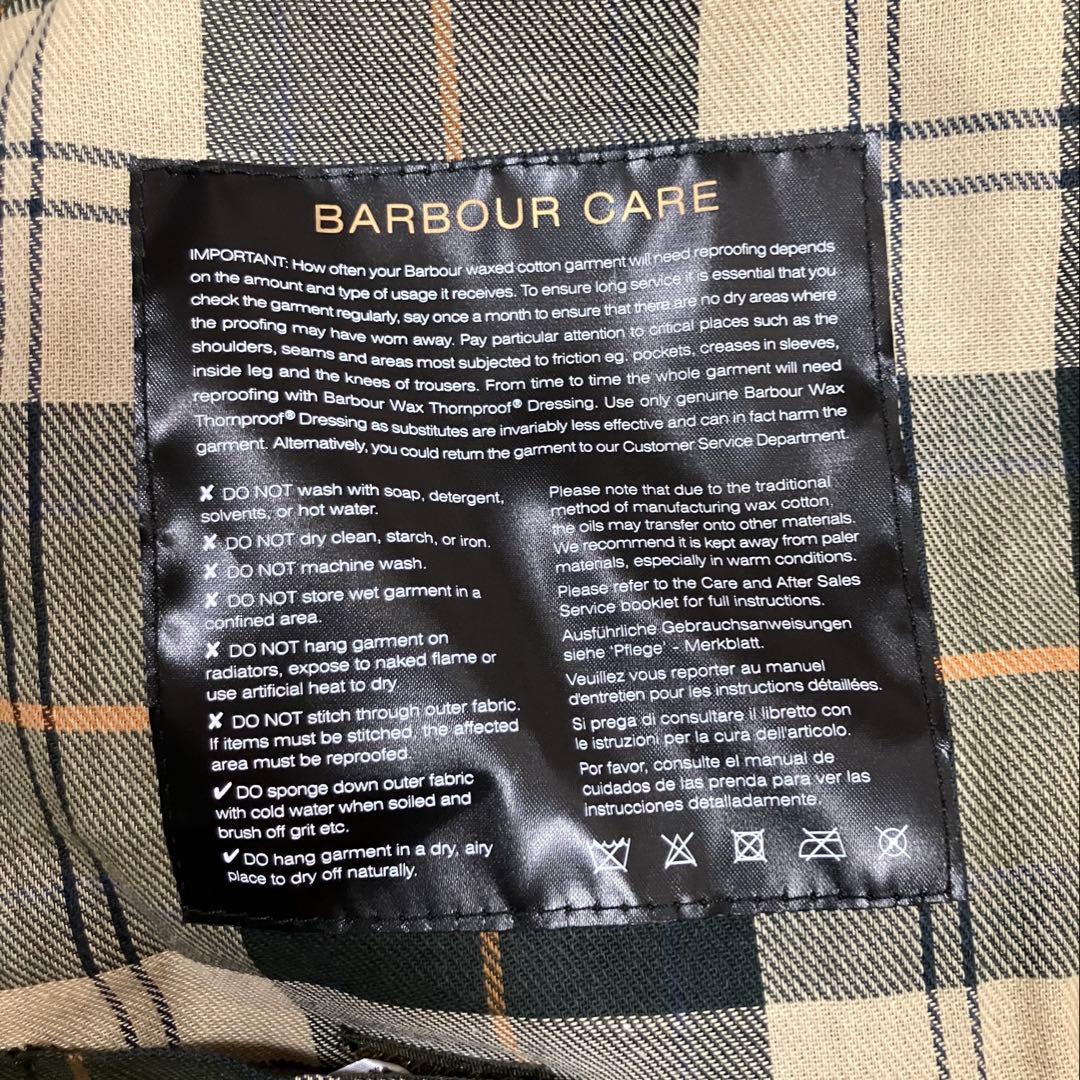 BARBOUR CARE
IMPORTANT: How often your Barbour waxed cotton garment will need reproofing depends
on the amount and type of usage it receives. To ensure long service it is essential that you
check the garment regularly, say once a month to ensure that there are no dry areas where
the proofing may have worn away. Pay particular attention to critical places such as the
shoulders, seams and areas most subjected to friction eg. pockets, creases in sleeves,
inside leg and the knees of trousers. From time to time the whole garment will need
reproofing with Barbour Wax Thornproof® Dressing. Use only genuine Barbour Wax
Thornproof® Dressing as substitutes are invariably less effective and can in fact harm the
garment. Alternatively, you could return the garment to our Customer Service Department.
✘ DO NOT wash with soap, detergent,
solvents, or hot water.
✘ DO NOT dry clean, starch, or iron.
✘ DO NOT machine wash.
✘ DO NOT store wet garment in a
confined area.
✘ DO NOT hang garment on
radiators, expose to naked flame or
use artificial heat to dry
✘ DO NOT stitch through outer fabric.
If items must be stitched, the affected
area must be reproofed.
✔ DO sponge down outer fabric
with cold water when soiled and
brush off grit etc.
✔ DO hang garment in a dry, airy
place to dry off naturally.
Please note that due to the traditional
method of manufacturing wax cotton,
the oils may transfer onto other materials.
We recommend it is kept away from paler
materials, especially in warm conditions.
Please refer to the Care and After Sales
Service booklet for full instructions.
Ausführliche Gebrauchsanweisungen
siehe 'Pflege' - Merkblatt.
Veuillez vous reporter au manuel
d'entretien pour les instructions détaillées.
Si prega di consultare il libretto con
le istruzioni per la cura dell'articolo.
Por favor, consulte el manual de
cuidados de las prenda para ver las
instrucciones detalladamente.